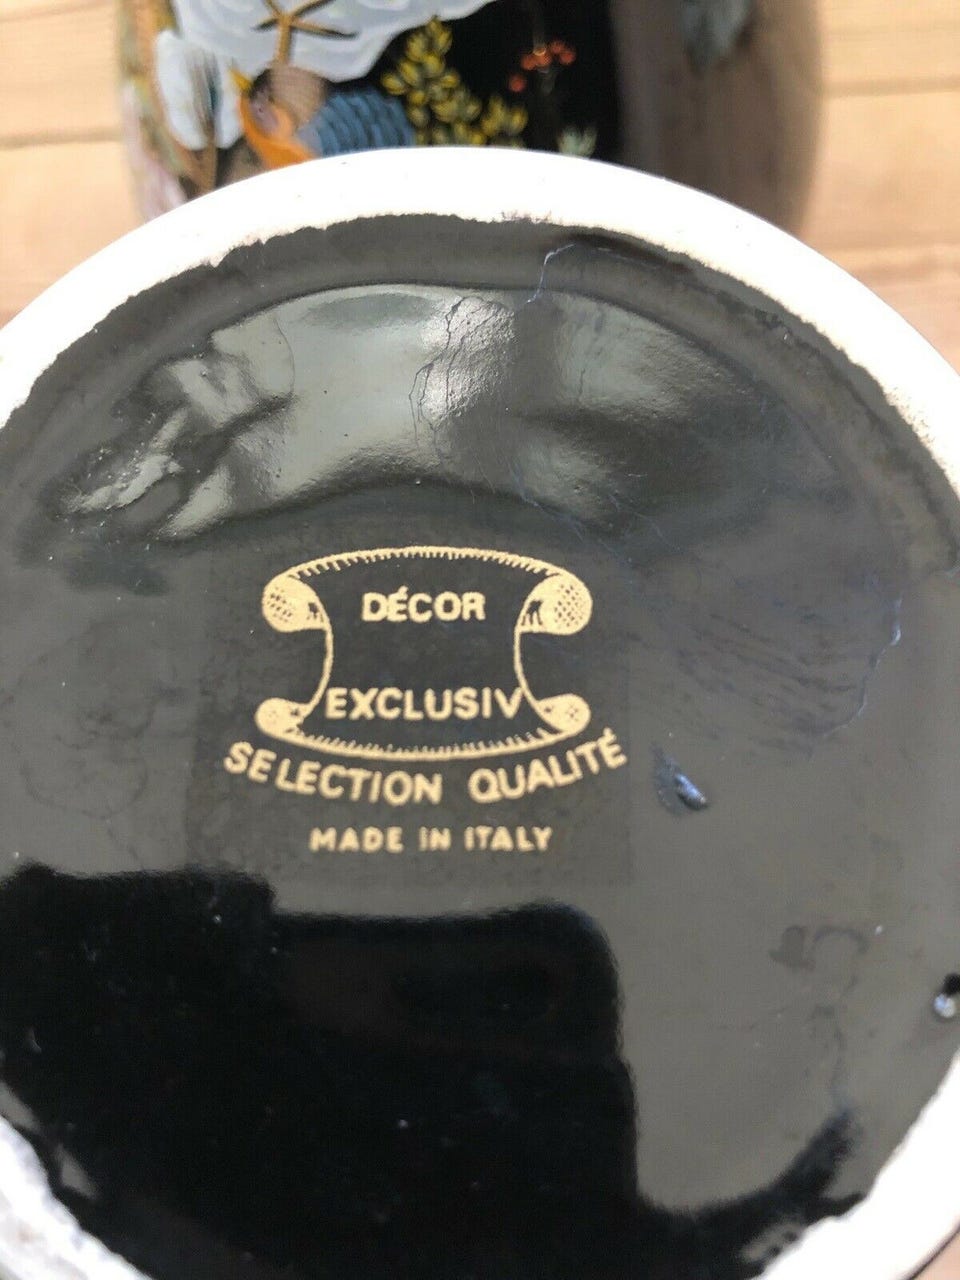 DÉCOR
EXCLUSIV
SELECTION QUALITÉ
MADE IN ITALY